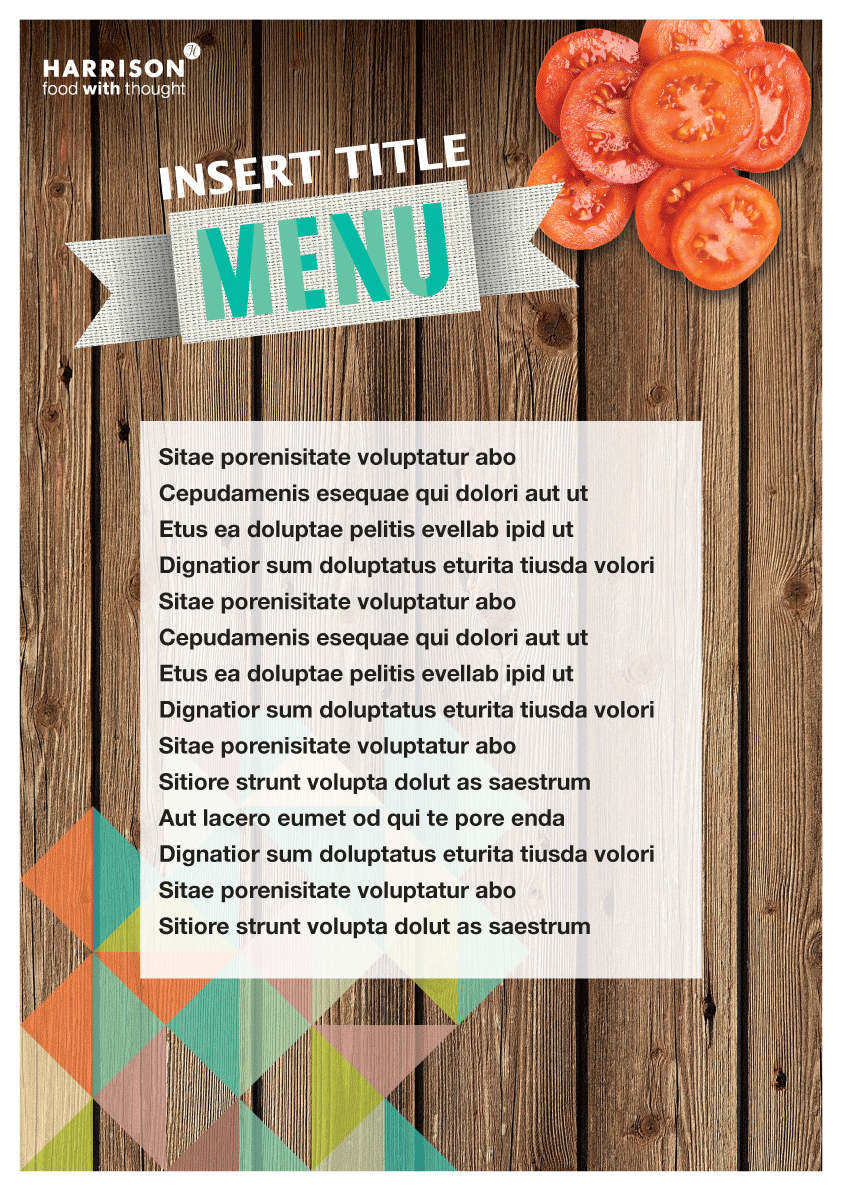 HARRISON
food with thought
INSERT TITLE
MENU
Sitae porenisitate voluptatur abo
Cepudamenis esequae qui dolori aut ut
Etus ea doluptae pelitis evellab ipid ut
Dignatior sum doluptatus eturita tiusda volori
Sitae porenisitate voluptatur abo
Cepudamenis esequae qui dolori aut ut
Etus ea doluptae pelitis evellab ipid ut
Dignatior sum doluptatus eturita tiusda volori
Sitae porenisitate voluptatur abo
Sitiore strunt volupta dolut as saestrum
Aut lacero eumet od qui te pore enda
Dignatior sum doluptatus eturita tiusda volori
Sitae porenisitate voluptatur abo
Sitiore strunt volupta dolut as saestrum